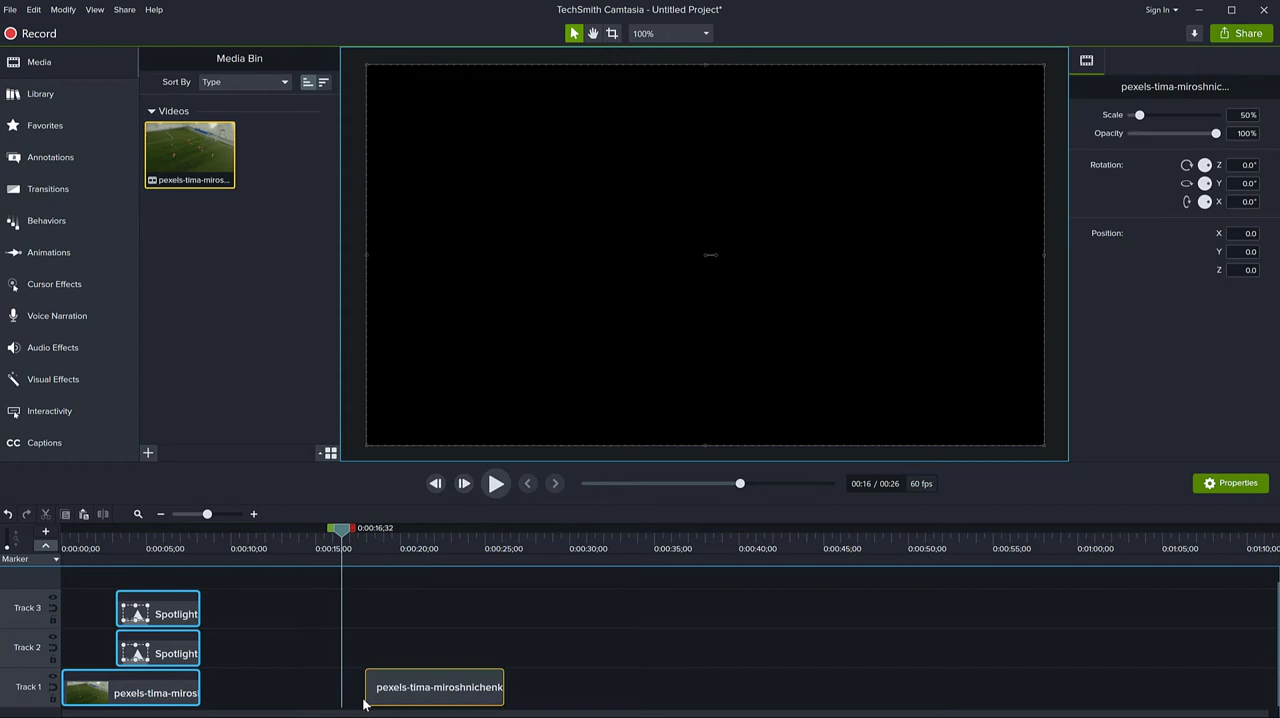 File Edit Modify View Share Help
TechSmith Camtasia - Untitled Project*
Sign In
Record
100%
Share
Media
Library
Favorites
Annotations
Transitions
Behaviors
Animations
Cursor Effects
Voice Narration
Audio Effects
Visual Effects
Interactivity
CC Captions
Media Bin
Sort By Type
Videos
pexels-tima-miros...
pexels-tima-miroshnic...
Scale 50%
Opacity 100%
Rotation: Z 0.0°
Y 0.0°
X 0.0°
Position: X 0.0
Y 0.0
Z 0.0
00:16 / 00:26 60 fps
Properties
0:00:16;32
0:00:00;00 0:00:05;00 0:00:10;00 0:00:15;00 0:00:20;00 0:00:25;00 0:00:30;00 0:00:35;00 0:00:40;00 0:00:45;00 0:00:50;00 0:00:55;00 0:01:00;00 0:01:05;00 0:01:10;00
Marker
Track 3 Spotlight
Track 2 Spotlight
Track 1 pexels-tima-miros pexels-tima-miroshnichenk